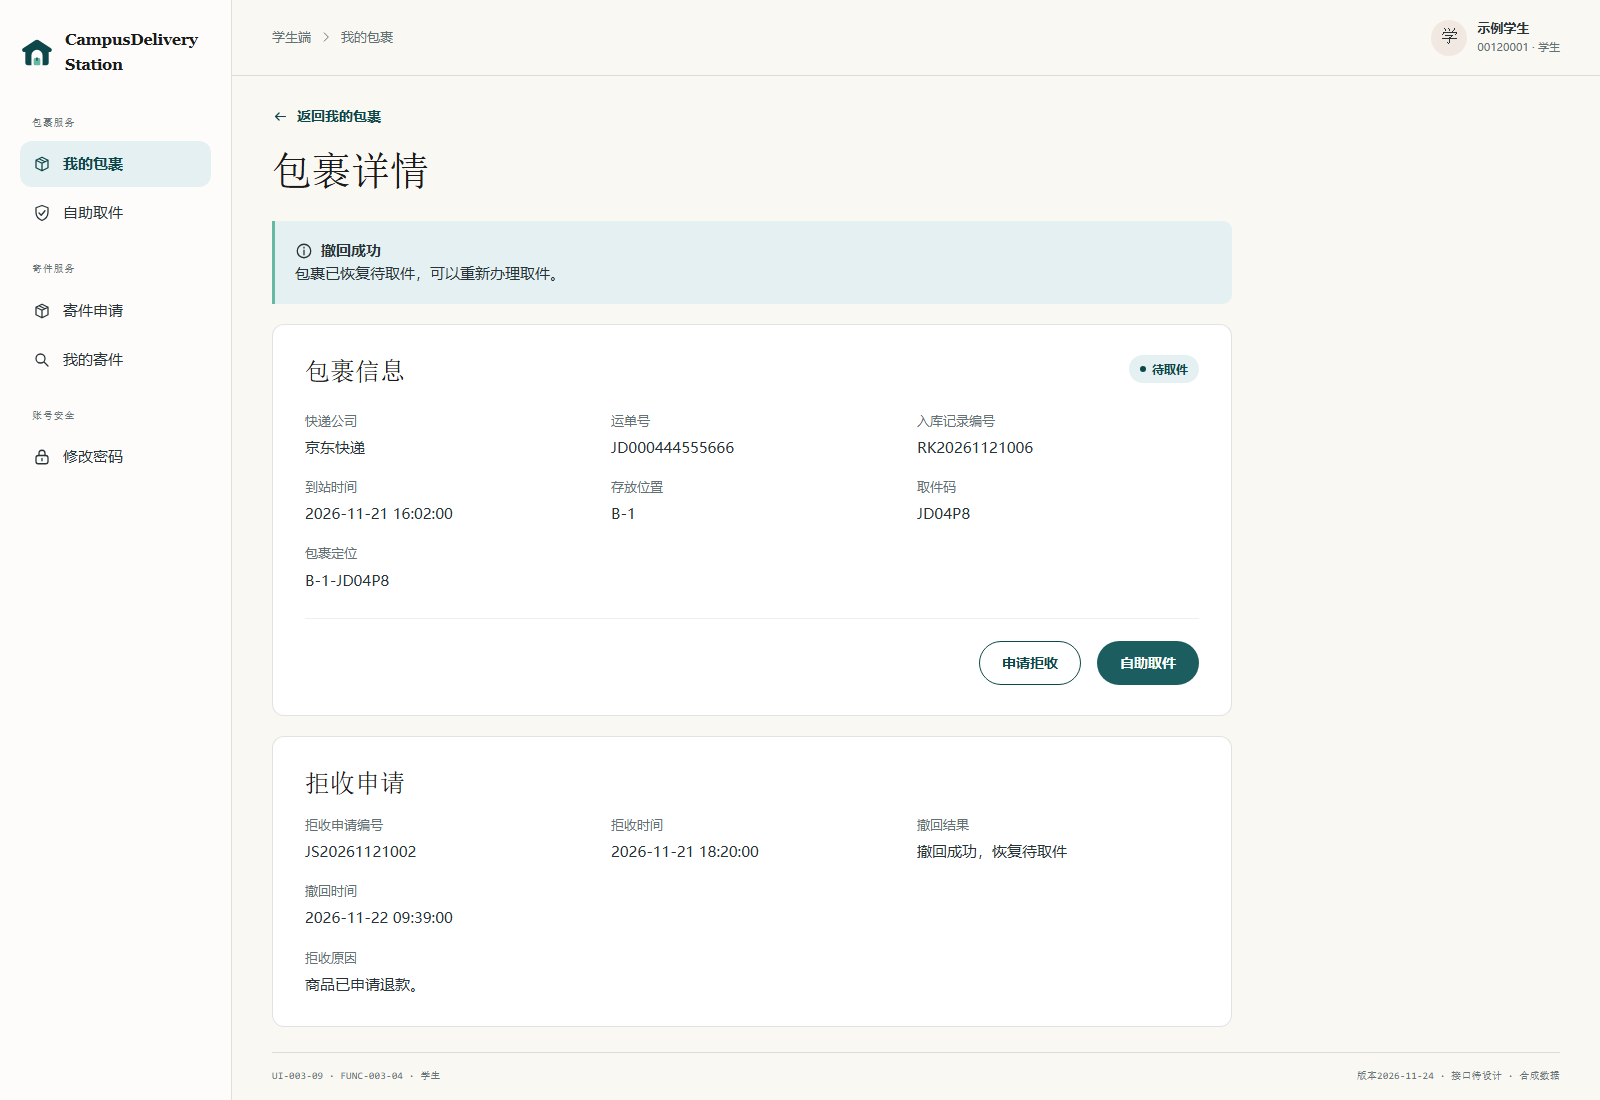 CampusDelivery
Station
包裹服务
我的包裹
自助取件
寄件服务
寄件申请
我的寄件
账号安全
修改密码
学生端 > 我的包裹
学
示例学生
00120001 · 学生
← 返回我的包裹
包裹详情
撤回成功
包裹已恢复待取件，可以重新办理取件。
包裹信息
待取件
快递公司 运单号 入库记录编号
京东快递 JD000444555666 RK20261121006
到站时间 存放位置 取件码
2026-11-21 16:02:00 B-1 JD04P8
包裹定位
B-1-JD04P8
申请拒收 自助取件
拒收申请
拒收申请编号 拒收时间 撤回结果
JS20261121002 2026-11-21 18:20:00 撤回成功，恢复待取件
撤回时间
2026-11-22 09:39:00
拒收原因
商品已申请退款。
UI-003-09 · FUNC-003-04 · 学生
版本2026-11-24 · 接口待设计 · 合成数据